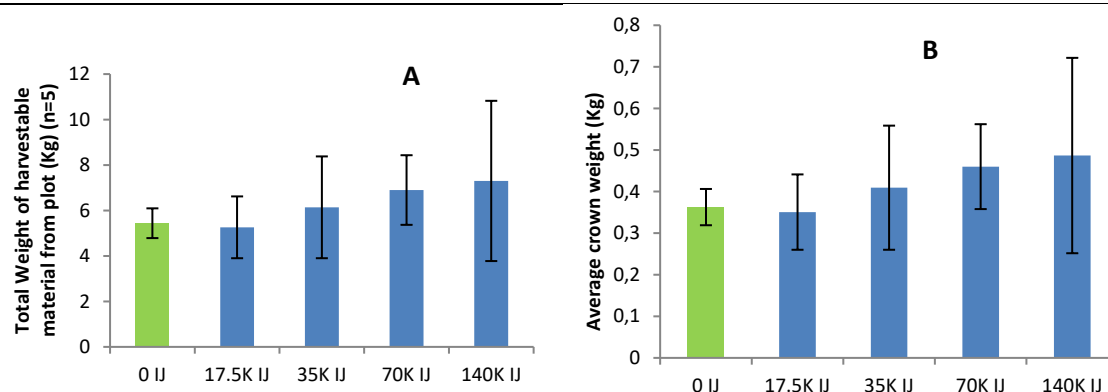 Total Weight of harvestable
material from plot (Kg) (n=5)
A
12
10
8
6
4
2
0
0 IJ 17.5K IJ 35K IJ 70K IJ 140K IJ
Average crown weight (Kg)
B
0,8
0,7
0,6
0,5
0,4
0,3
0,2
0,1
0
0 IJ 17.5K IJ 35K IJ 70K IJ 140K IJ